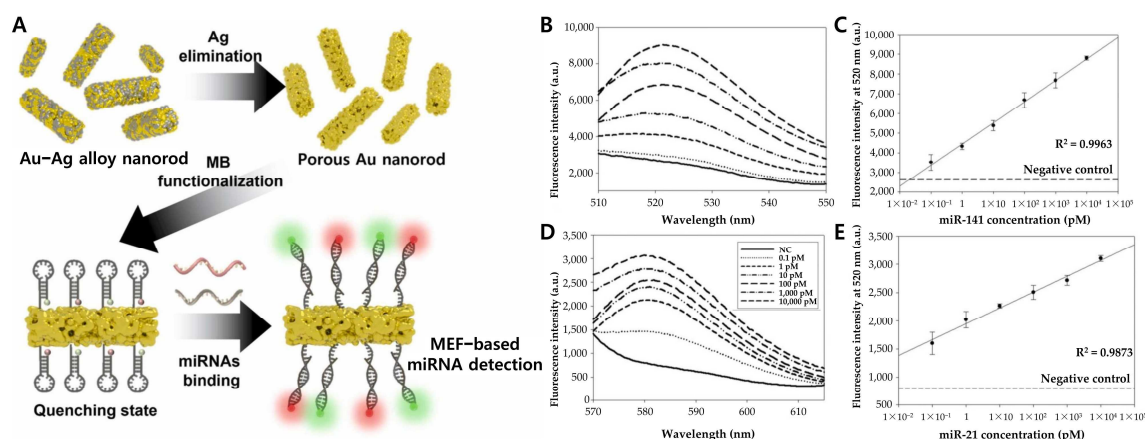 A
Ag
elimination
Au−Ag alloy nanorod
Porous Au nanorod
MB
functionalization
miRNAs
binding
Quenching state
MEF−based
miRNA detection
B
Fluorescence intensity (a.u.)
10,000
8,000
6,000
4,000
2,000
510
520
530
540
550
Wavelength (nm)
C
Fluorescence intensity at 520 nm (a.u.)
10,000
9,000
8,000
7,000
6,000
5,000
4,000
3,000
2,000
R² = 0.9963
Negative control
1×10⁻² 1×10⁻¹ 1 1×10 1×10² 1×10³ 1×10⁴ 1×10⁵
miR-141 concentration (pM)
D
Fluorescence intensity (a.u.)
3,500
3,000
2,500
2,000
1,500
1,000
500
0
NC
0.1 pM
1 pM
10 pM
100 pM
1,000 pM
10,000 pM
570
580
590
600
610
Wavelength (nm)
E
Fluorescence intensity at 520 nm (a.u.)
3,500
3,000
2,500
2,000
1,500
1,000
500
R² = 0.9873
Negative control
1×10⁻² 1×10⁻¹ 1 1×10 1×10² 1×10³ 1×10⁴ 1×10⁵
miR-21 concentration (pM)